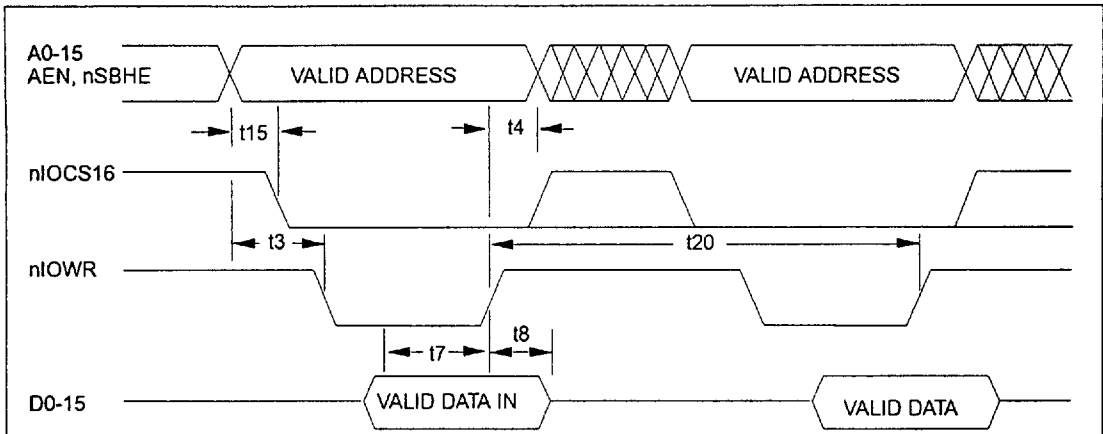 A0-15
AEN, nSBHE
VALID ADDRESS
VALID ADDRESS
t15
t4
nIOCS16
t3
t20
nIOWR
t7
t8
D0-15
VALID DATA IN
VALID DATA